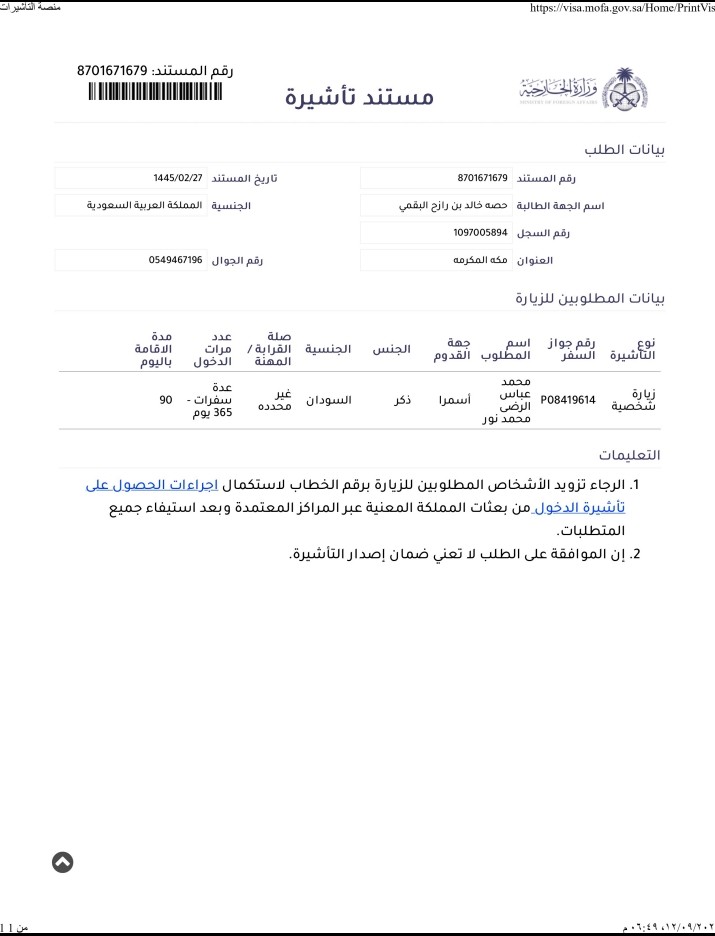 منصة التأشيرات
https://visa.mofa.gov.sa/Home/PrintVis
رقم المستند: 8701671679
وزارة الخارجية
MINISTRY OF FOREIGN AFFAIRS
مستند تأشيرة
بيانات الطلب
رقم المستند 8701671679 تاريخ المستند 1445/02/27
اسم الجهة الطالبة حصه خالد بن رازح البقمي الجنسية المملكة العربية السعودية
رقم السجل 1097005894
العنوان مكه المكرمه رقم الجوال 0549467196
بيانات المطلوبين للزيارة
نوع التأشيرة رقم جواز السفر اسم المطلوب جهة القدوم الجنس الجنسية صلة القرابة / المهنة عدد مرات الدخول مدة الاقامة باليوم
زيارة شخصية P08419614 محمد عباس الرضى محمد نور أسمرا ذكر السودان غير محدده عدة سفرات - 365 يوم 90
التعليمات
1. الرجاء تزويد الأشخاص المطلوبين للزيارة برقم الخطاب لاستكمال اجراءات الحصول على
تأشيرة الدخول من بعثات المملكة المعنية عبر المراكز المعتمدة وبعد استيفاء جميع
المتطلبات.
2. إن الموافقة على الطلب لا تعني ضمان إصدار التأشيرة.
1 من 1
١٢/٠٩/٢٠٢، ٠٦:٤٩ م